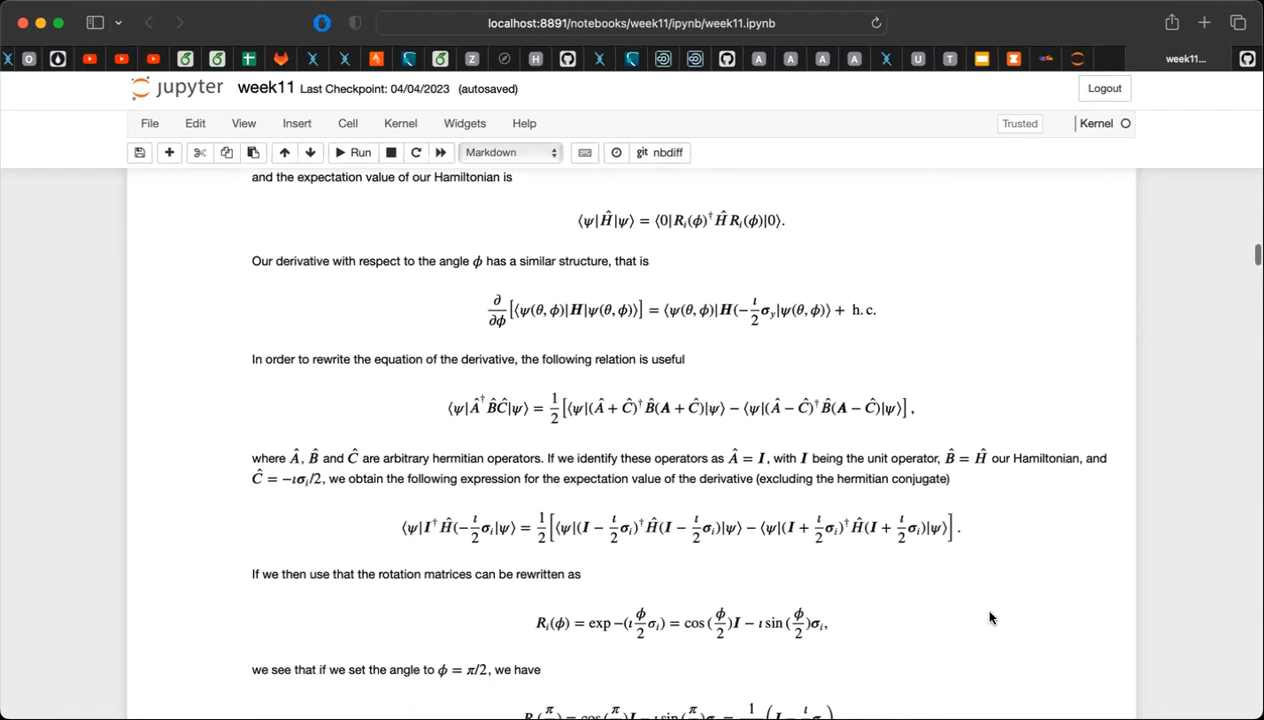 localhost:8891/notebooks/week11/ipynb/week11.ipynb
week11...
jupyter week11 Last Checkpoint: 04/04/2023 (autosaved)
Logout
File Edit View Insert Cell Kernel Widgets Help
Trusted
Kernel
Run Markdown git nbdiff
and the expectation value of our Hamiltonian is
⟨ψ|Ĥ|ψ⟩ = ⟨0|R_i(ϕ)^†ĤR_i(ϕ)|0⟩.
Our derivative with respect to the angle ϕ has a similar structure, that is
∂/∂ϕ [⟨ψ(θ, ϕ)|H|ψ(θ, ϕ)⟩] = ⟨ψ(θ, ϕ)|H(−ı/2 σ_y|ψ(θ, ϕ)⟩ + h.c.
In order to rewrite the equation of the derivative, the following relation is useful
⟨ψ|Â^†B̂Ĉ|ψ⟩ = 1/2 [⟨ψ|(Â + Ĉ)^†B̂(A + Ĉ)|ψ⟩ − ⟨ψ|(Â − Ĉ)^†B̂(A − Ĉ)|ψ⟩],
where Â, B̂ and Ĉ are arbitrary hermitian operators. If we identify these operators as Â = I, with I being the unit operator, B̂ = Ĥ our Hamiltonian, and
Ĉ = −ıσ_i/2, we obtain the following expression for the expectation value of the derivative (excluding the hermitian conjugate)
⟨ψ|I^†Ĥ(−ı/2 σ_i|ψ⟩ = 1/2 [⟨ψ|(I − ı/2 σ_i)^†Ĥ(I − ı/2 σ_i)|ψ⟩ − ⟨ψ|(I + ı/2 σ_i)^†Ĥ(I + ı/2 σ_i)|ψ⟩].
If we then use that the rotation matrices can be rewritten as
R_i(ϕ) = exp −(ı ϕ/2 σ_i) = cos (ϕ/2)I − ı sin (ϕ/2)σ_i,
we see that if we set the angle to ϕ = π/2, we have